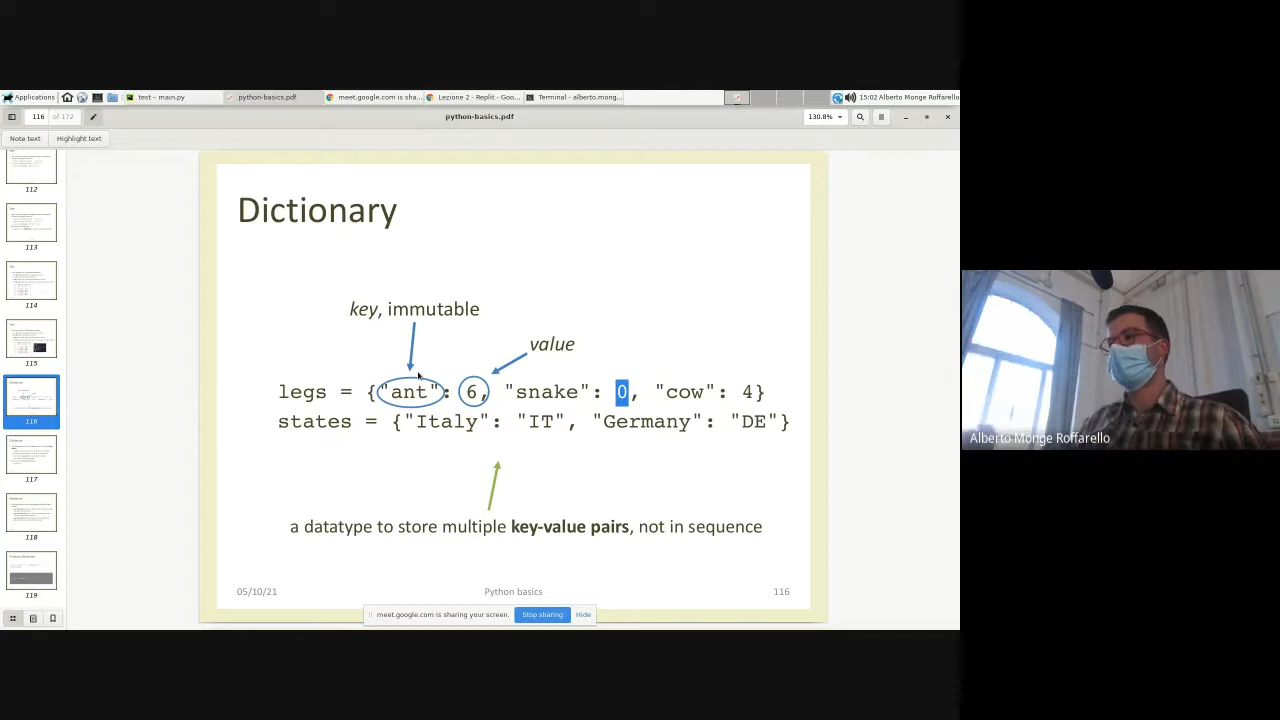 Applications
test – main.py
python-basics.pdf
meet.google.com is sha...
Lezione 2 - Replit - Goo...
Terminal - alberto.mong...
15:02 Alberto Monge Roffarello
116 of 172
python-basics.pdf
130.8%
Note text
Highlight text
112
113
114
115
116
117
118
119
Dictionary
key, immutable
value
legs = {"ant": 6, "snake": 0, "cow": 4}
states = {"Italy": "IT", "Germany": "DE"}
a datatype to store multiple key-value pairs, not in sequence
05/10/21
Python basics
116
meet.google.com is sharing your screen.
Stop sharing
Hide
Alberto Monge Roffarello